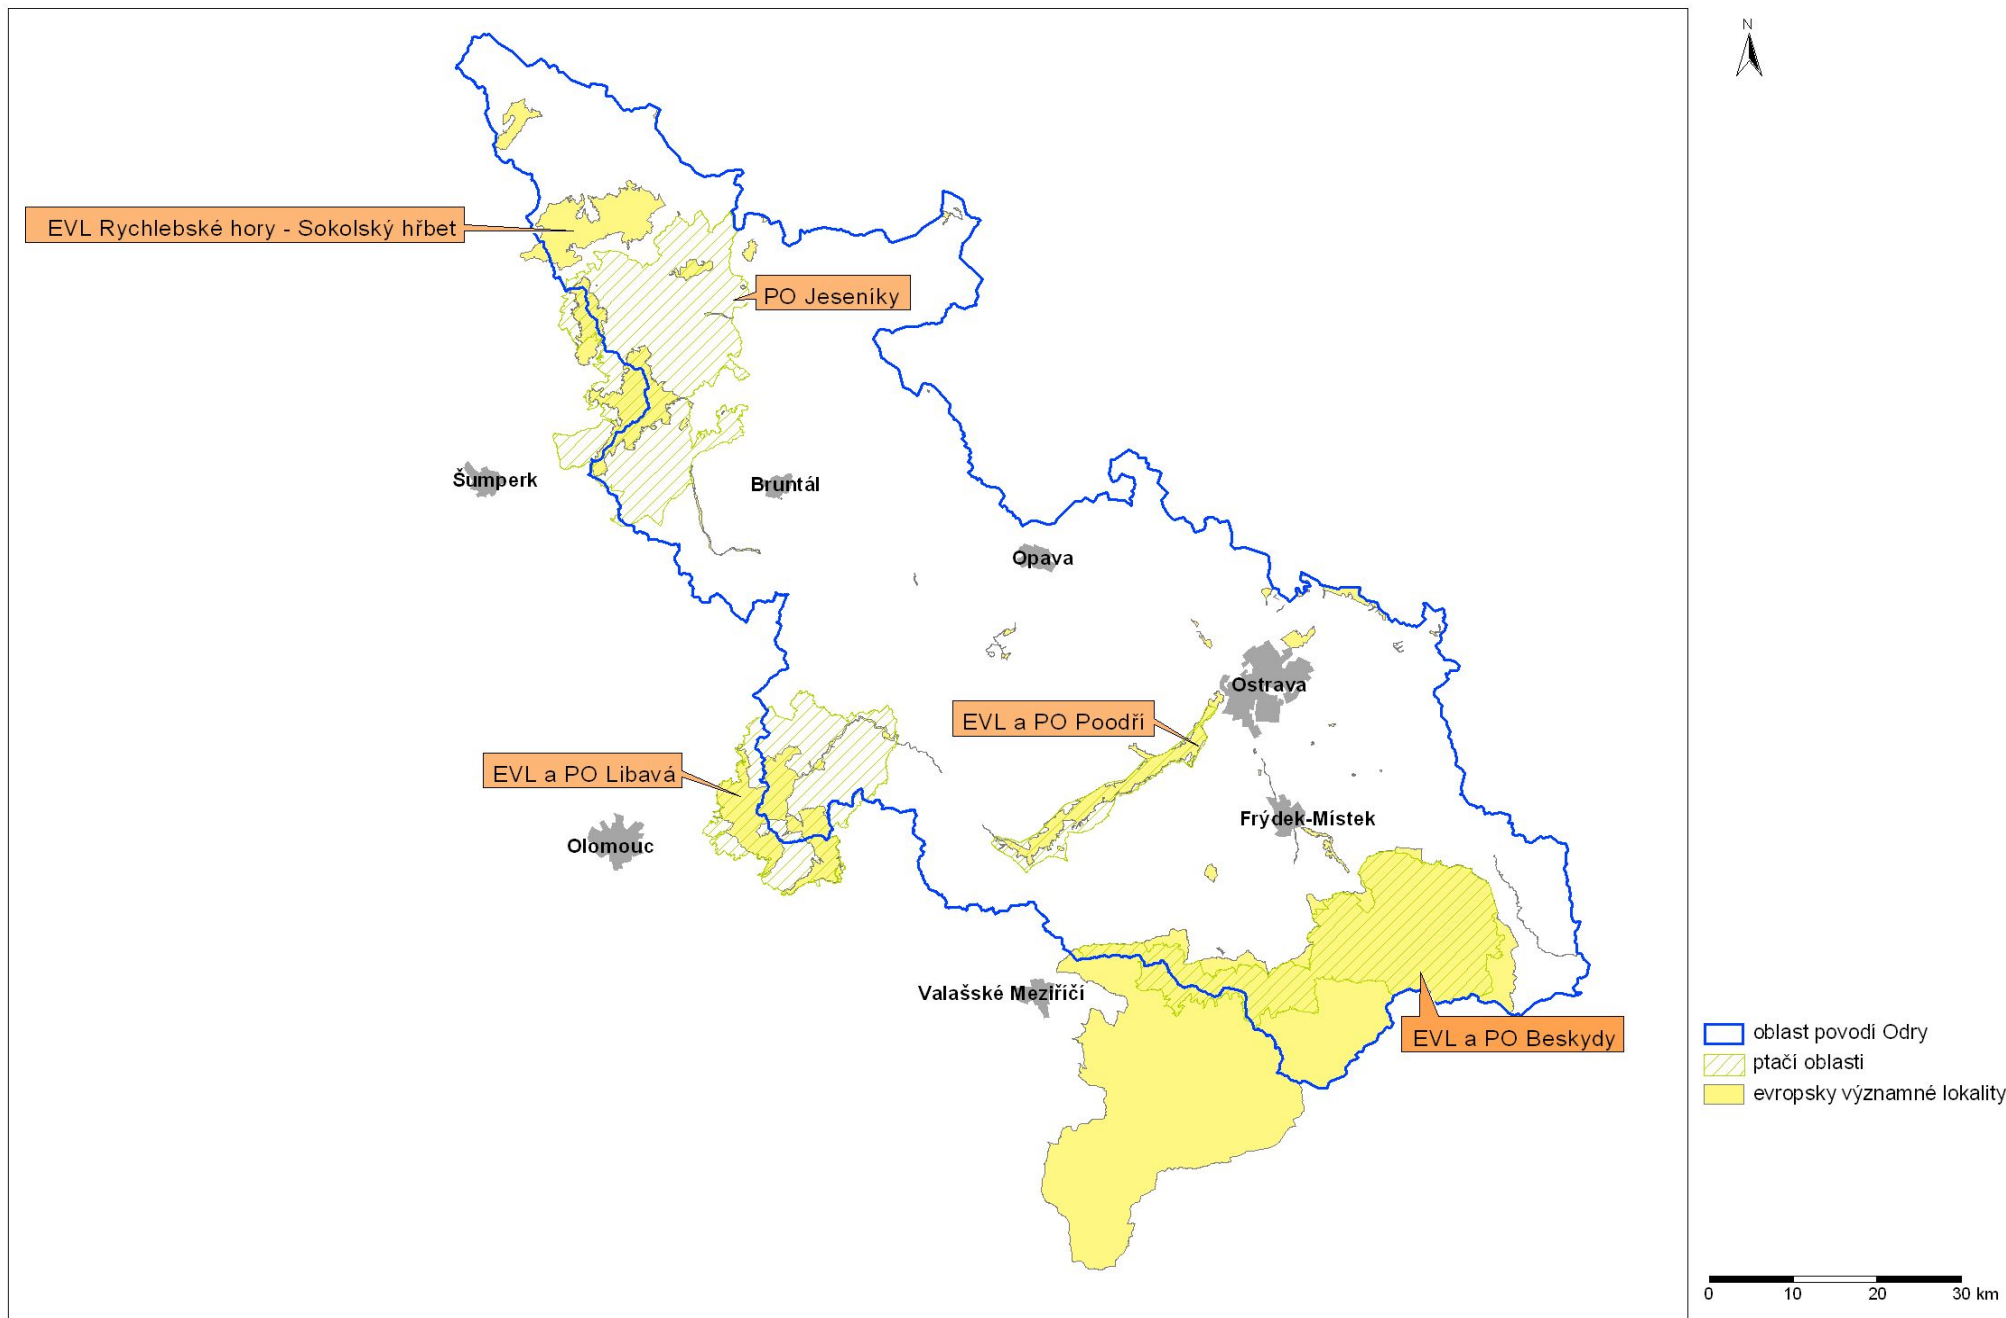 N
EVL Rychlebské hory - Sokolský hřbet
PO Jeseníky
Šumperk
Bruntál
Opava
Ostrava
EVL a PO Poodří
EVL a PO Libavá
Frýdek-Místek
Olomouc
Valašské Meziříčí
EVL a PO Beskydy
oblast povodí Odry
ptačí oblasti
evropsky významné lokality
0 10 20 30 km